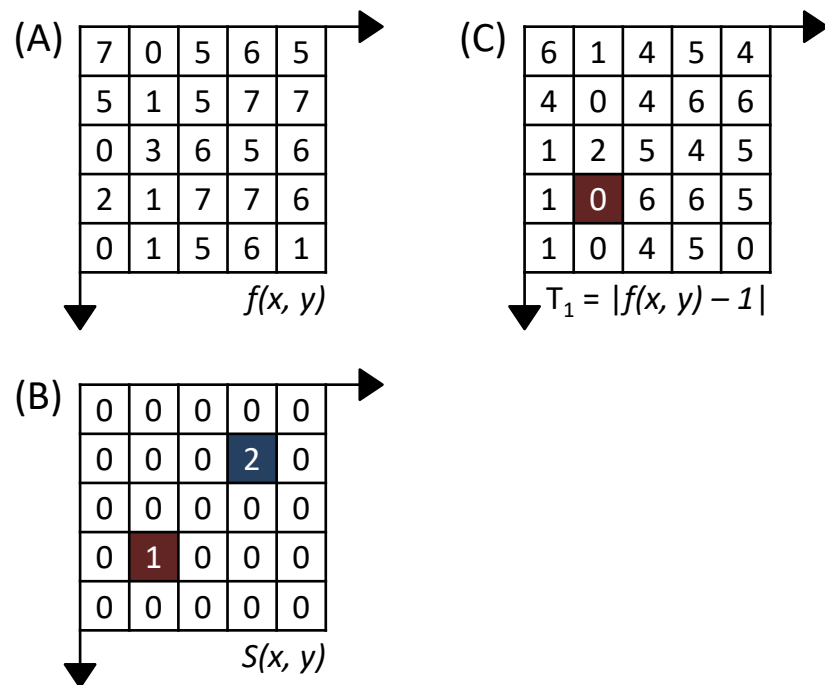 (A)
7 0 5 6 5
5 1 5 7 7
0 3 6 5 6
2 1 7 7 6
0 1 5 6 1
f(x, y)
(C)
6 1 4 5 4
4 0 4 6 6
1 2 5 4 5
1 0 6 6 5
1 0 4 5 0
T₁ = |f(x, y) – 1|
(B)
0 0 0 0 0
0 0 0 2 0
0 0 0 0 0
0 1 0 0 0
0 0 0 0 0
S(x, y)